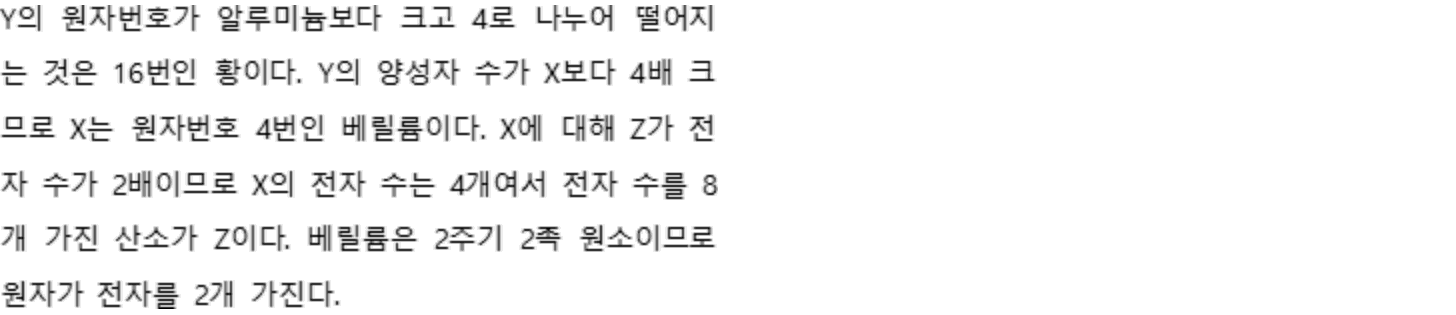 Y의 원자번호가 알루미늄보다 크고 4로 나누어 떨어지
는 것은 16번인 황이다. Y의 양성자 수가 X보다 4배 크
므로 X는 원자번호 4번인 베릴륨이다. X에 대해 Z가 전
자 수가 2배이므로 X의 전자 수는 4개여서 전자 수를 8
개 가진 산소가 Z이다. 베릴륨은 2주기 2족 원소이므로
원자가 전자를 2개 가진다.